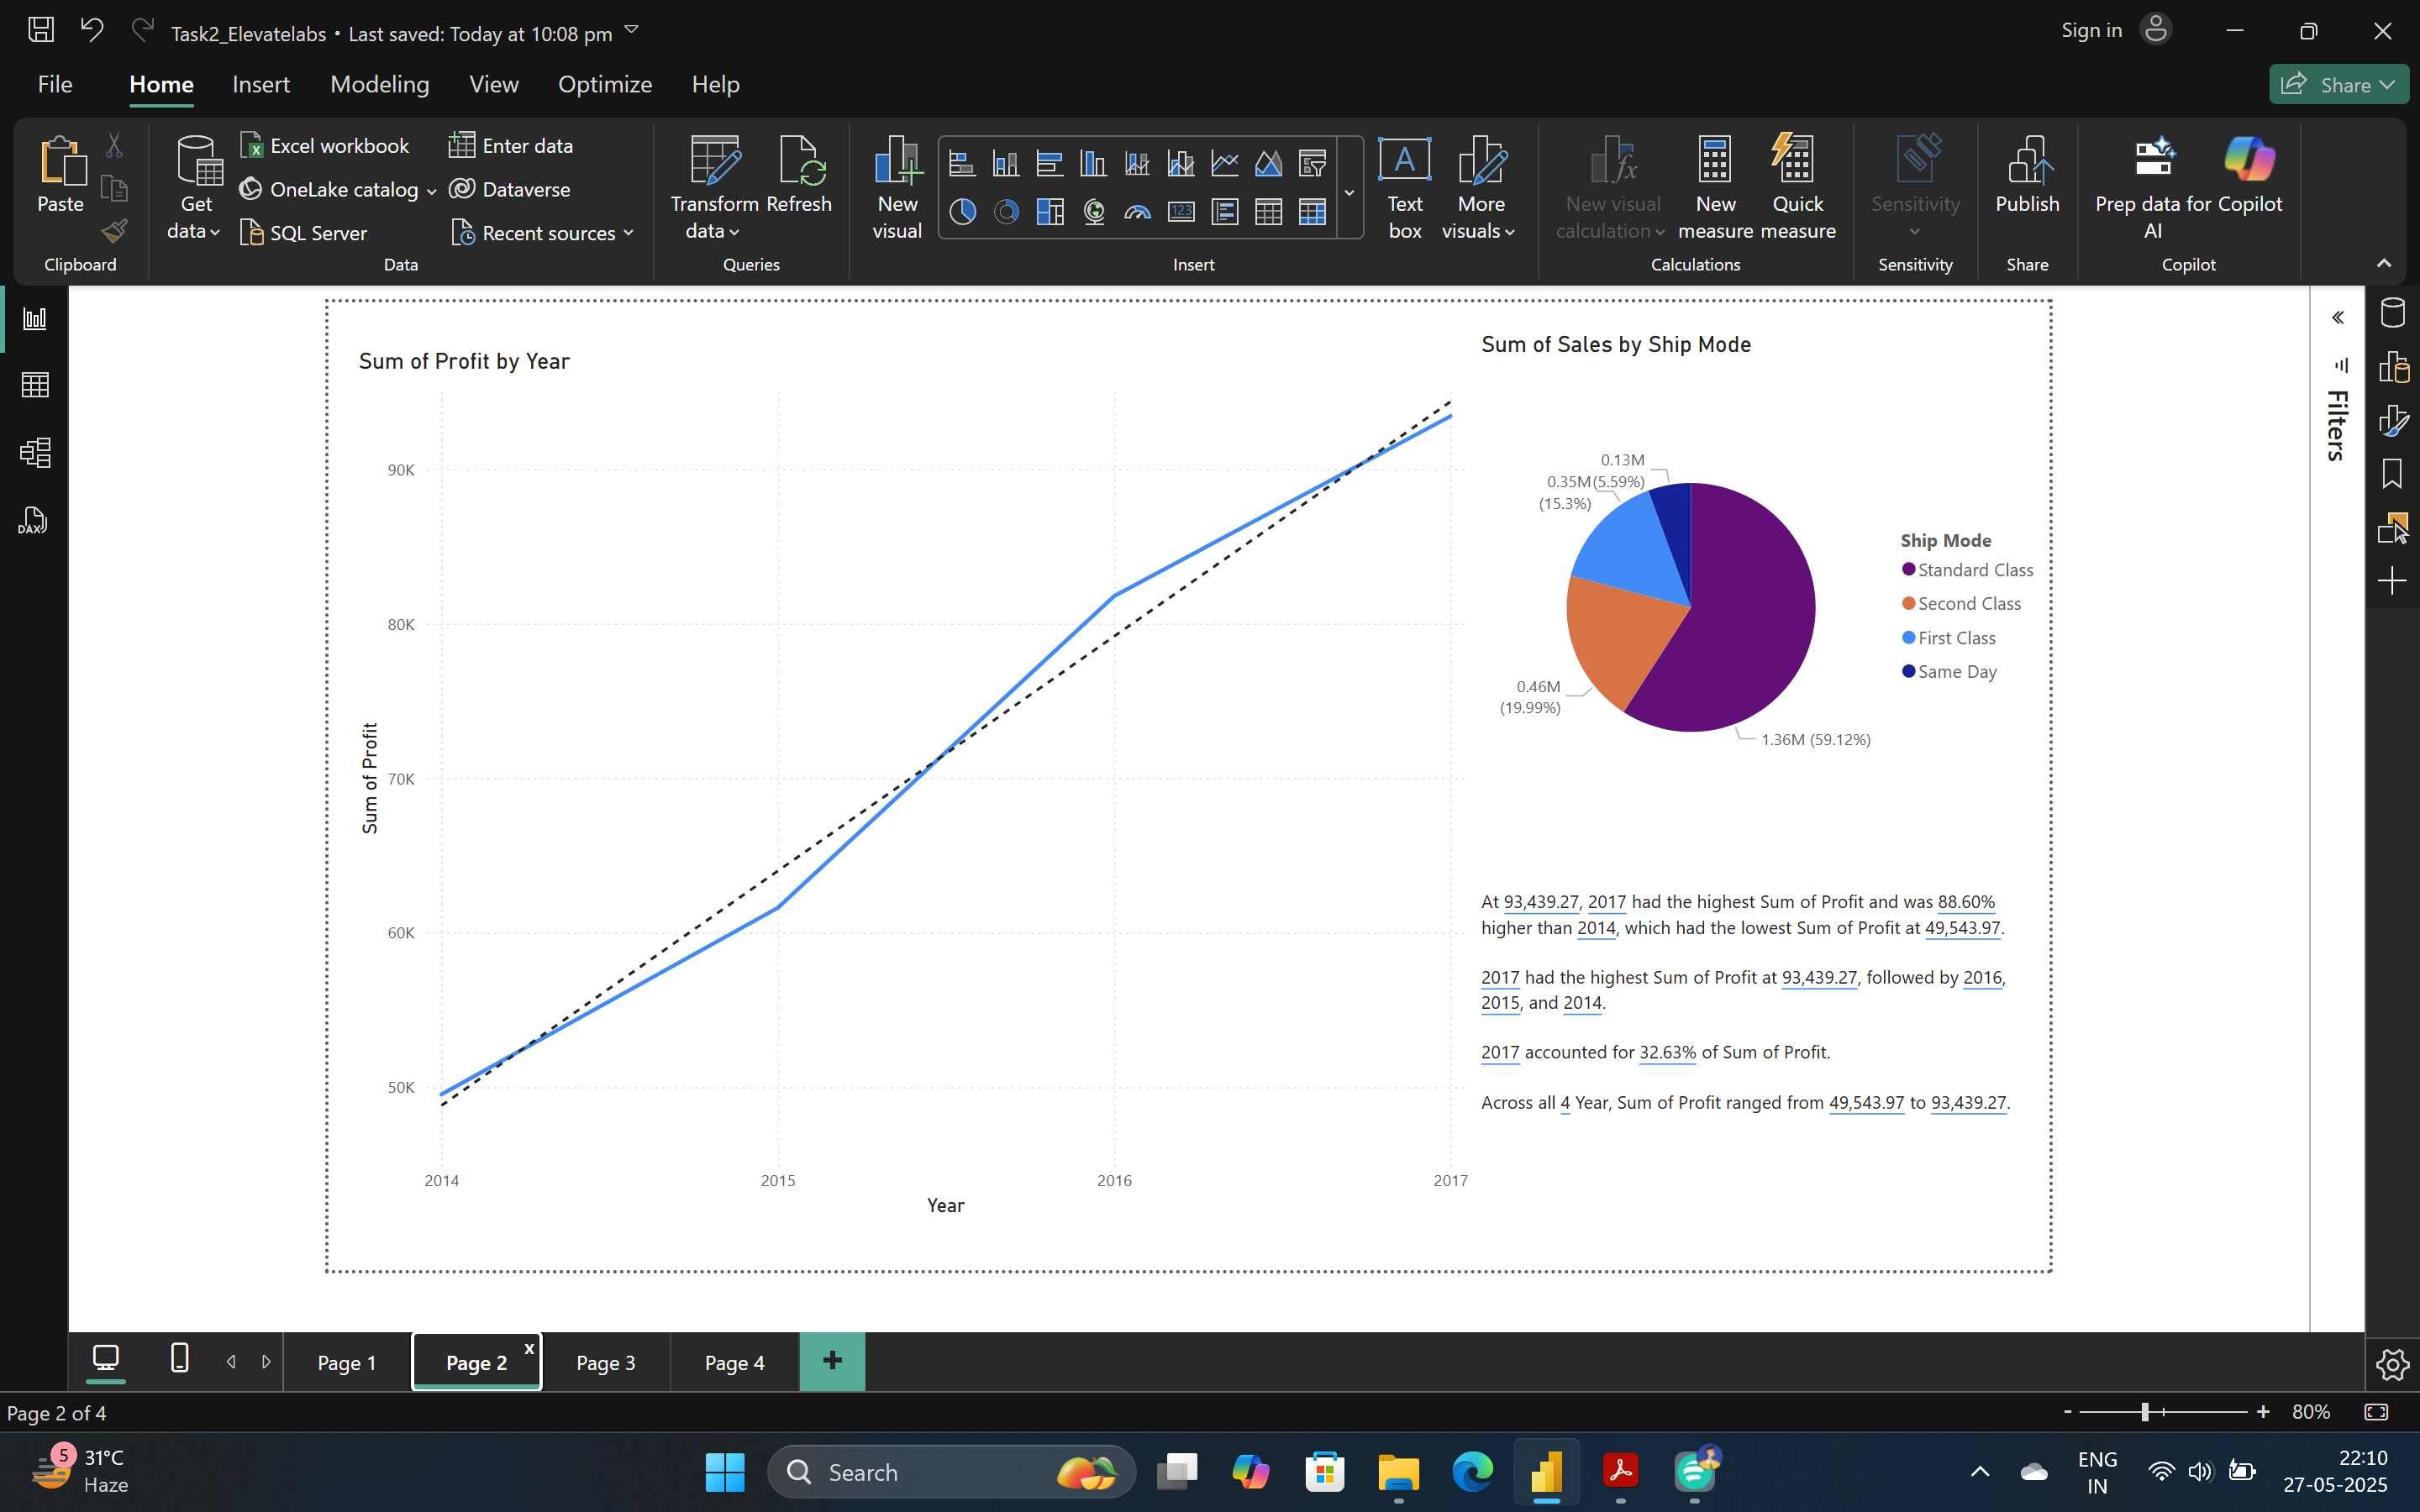 Task2_Elevatelabs • Last saved: Today at 10:08 pm
Sign in
File
Home
Insert
Modeling
View
Optimize
Help
Share
Paste
Clipboard
Get data
Excel workbook
OneLake catalog
SQL Server
Enter data
Dataverse
Recent sources
Data
Transform data
Refresh
Queries
New visual
123
Insert
A
Text box
More visuals
New visual calculation
New measure
Quick measure
Calculations
Sensitivity
Sensitivity
Publish
Share
Prep data for AI
Copilot
Copilot
DAX
Sum of Profit by Year
Sum of Profit
90K
80K
70K
60K
50K
2014
2015
2016
2017
Year
Sum of Sales by Ship Mode
0.13M
(5.59%)
0.35M
(15.3%)
0.46M
(19.99%)
1.36M (59.12%)
Ship Mode
Standard Class
Second Class
First Class
Same Day
At 93,439.27, 2017 had the highest Sum of Profit and was 88.60%
higher than 2014, which had the lowest Sum of Profit at 49,543.97.
2017 had the highest Sum of Profit at 93,439.27, followed by 2016,
2015, and 2014.
2017 accounted for 32.63% of Sum of Profit.
Across all 4 Year, Sum of Profit ranged from 49,543.97 to 93,439.27.
Filters
Page 1
Page 2
x
Page 3
Page 4
+
Page 2 of 4
- + 80%
5
31°C
Haze
Search
ENG
IN
22:10
27-05-2025